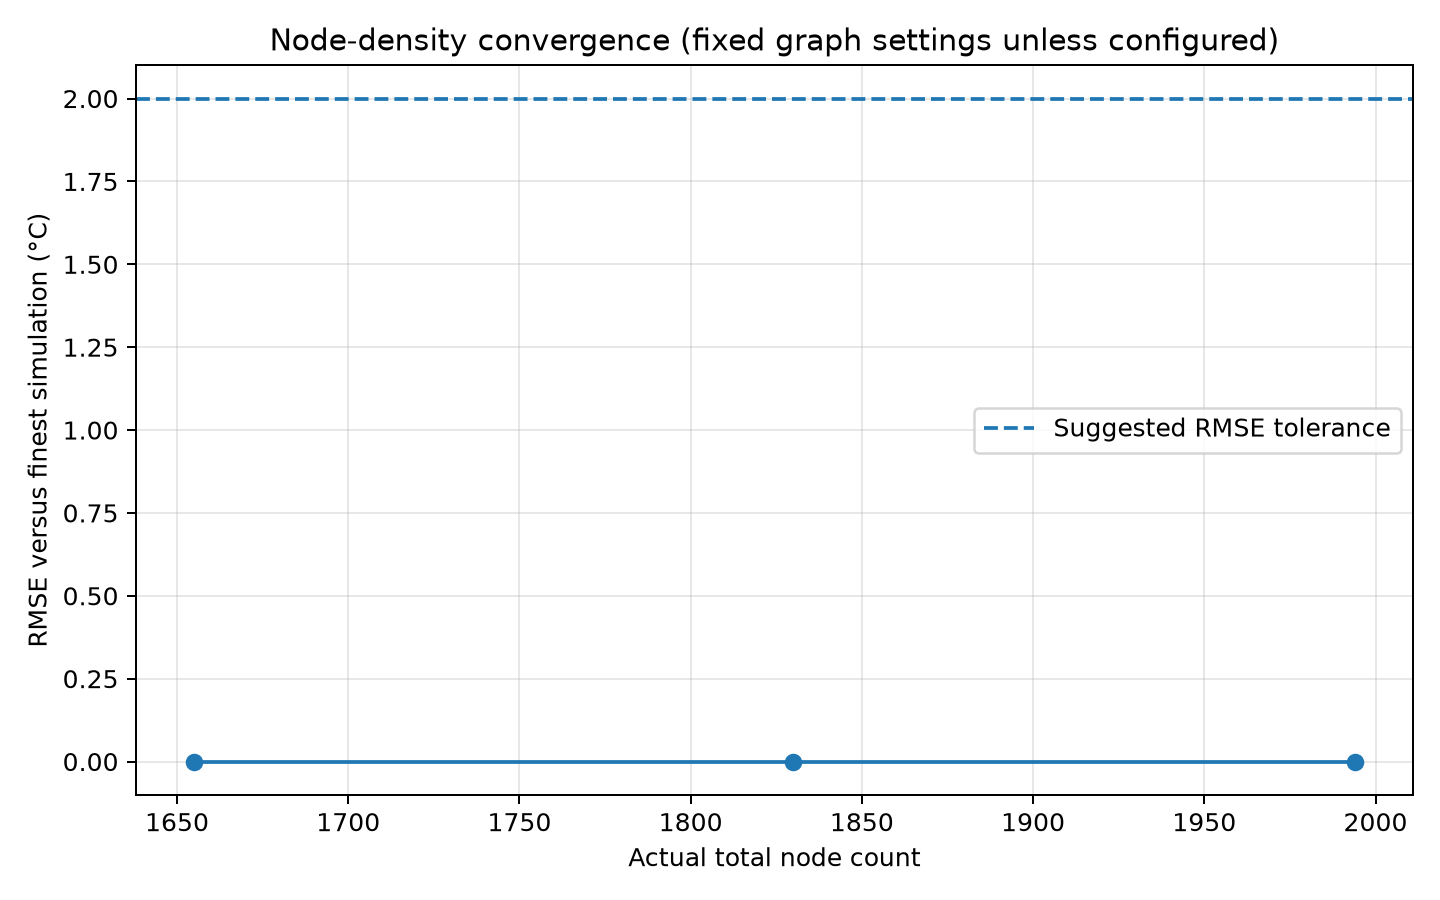 Node-density convergence (fixed graph settings unless configured)
RMSE versus finest simulation (°C)
2.00
1.75
1.50
1.25
1.00
0.75
0.50
0.25
0.00
Suggested RMSE tolerance
1650 1700 1750 1800 1850 1900 1950 2000
Actual total node count